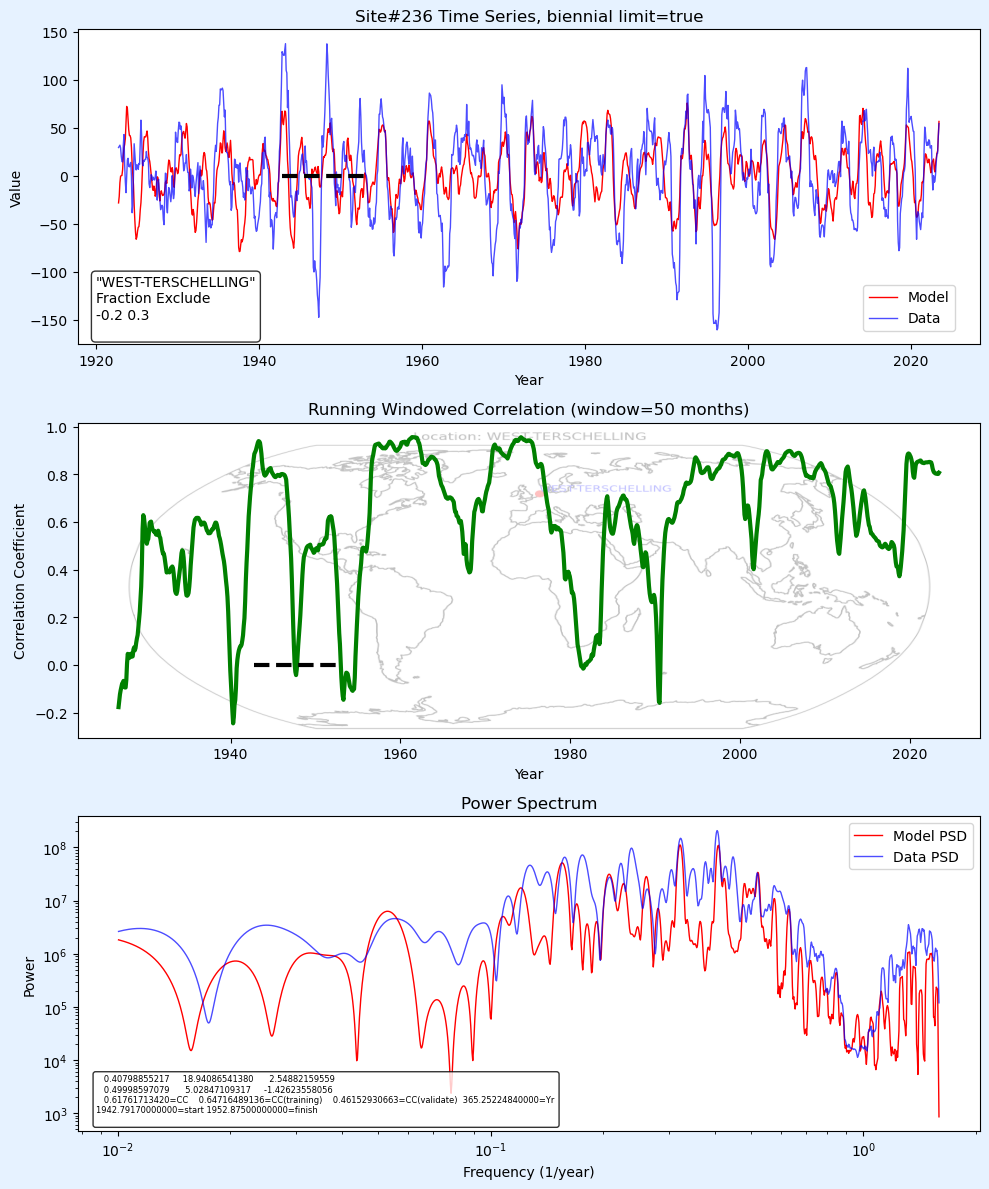 Site#236 Time Series, biennial limit=true
150
100
50
0
−50
−100
−150
Value
"WEST-TERSCHELLING"
Fraction Exclude
-0.2 0.3
Model
Data
1920
1940
1960
1980
2000
2020
Year
Running Windowed Correlation (window=50 months)
Location: WEST-TERSCHELLING
WEST-TERSCHELLING
1.0
0.8
0.6
0.4
0.2
0.0
−0.2
Correlation Coefficient
1940
1960
1980
2000
2020
Year
Power Spectrum
Model PSD
Data PSD
10⁸
10⁷
10⁶
10⁵
10⁴
10³
Power
0.40798855217 18.94086541380 2.54882159559
0.49998597079 5.02847109317 -1.42623558056
0.61761713420=CC 0.64716489136=CC(training) 0.46152930663=CC(validate) 365.25224840000=Yr
1942.79170000000=start 1952.87500000000=finish
10⁻²
10⁻¹
10⁰
Frequency (1/year)